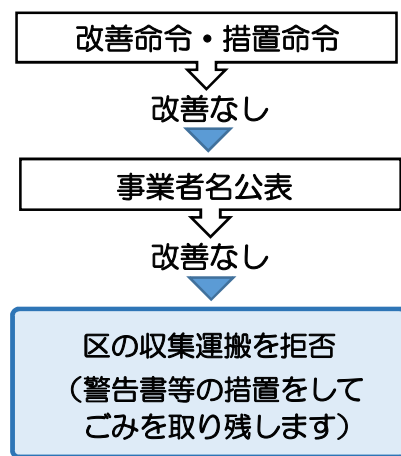 改善命令・措置命令
改善なし
事業者名公表
改善なし
区の収集運搬を拒否
（警告書等の措置をして
ごみを取り残します）